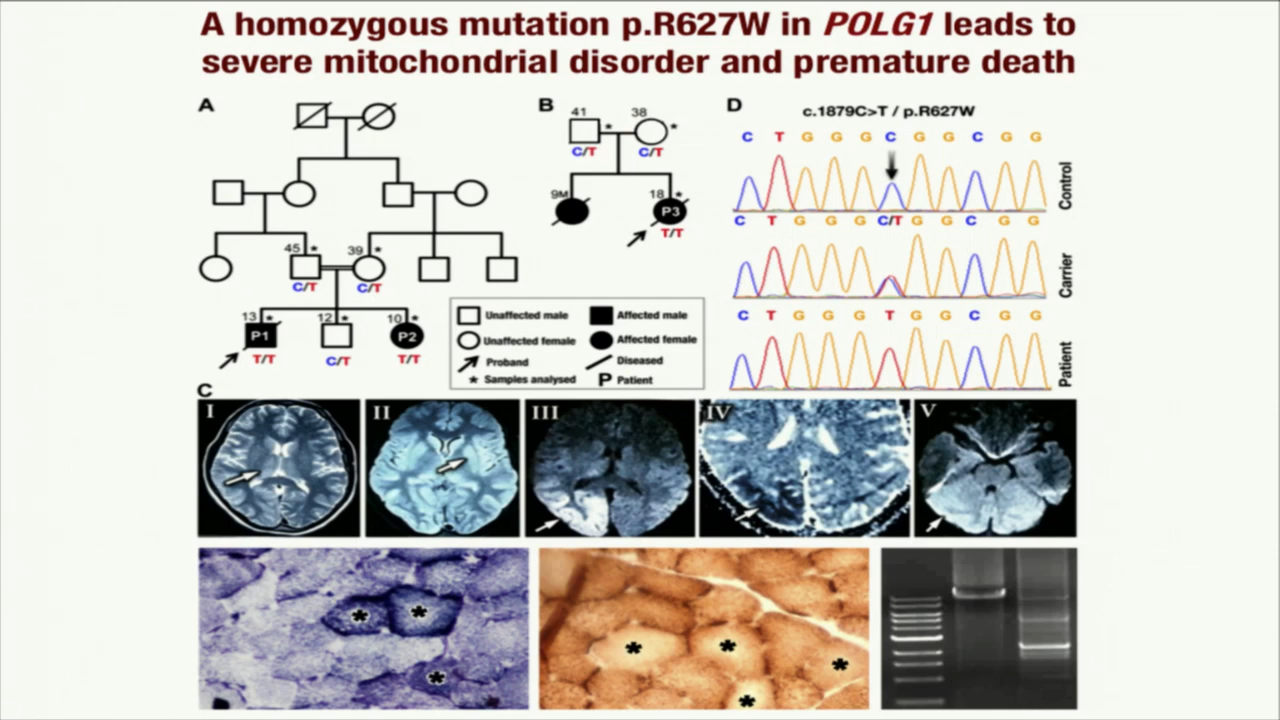 A homozygous mutation p.R627W in POLG1 leads to
severe mitochondrial disorder and premature death
A
B
41
38
*
*
C/T
C/T
9M
18
*
P3
T/T
45
*
39
*
C/T
C/T
13
*
12
*
10
*
P1
P2
T/T
C/T
T/T
Unaffected male
Affected male
Unaffected female
Affected female
Proband
Diseased
* Samples analysed
P Patient
D
c.1879C>T / p.R627W
C T G G G C G G C G G
Control
C T G G G C/T G G C G G
Carrier
C T G G G T G G C G G
Patient
C
I
II
III
IV
V
* * *
* * * *